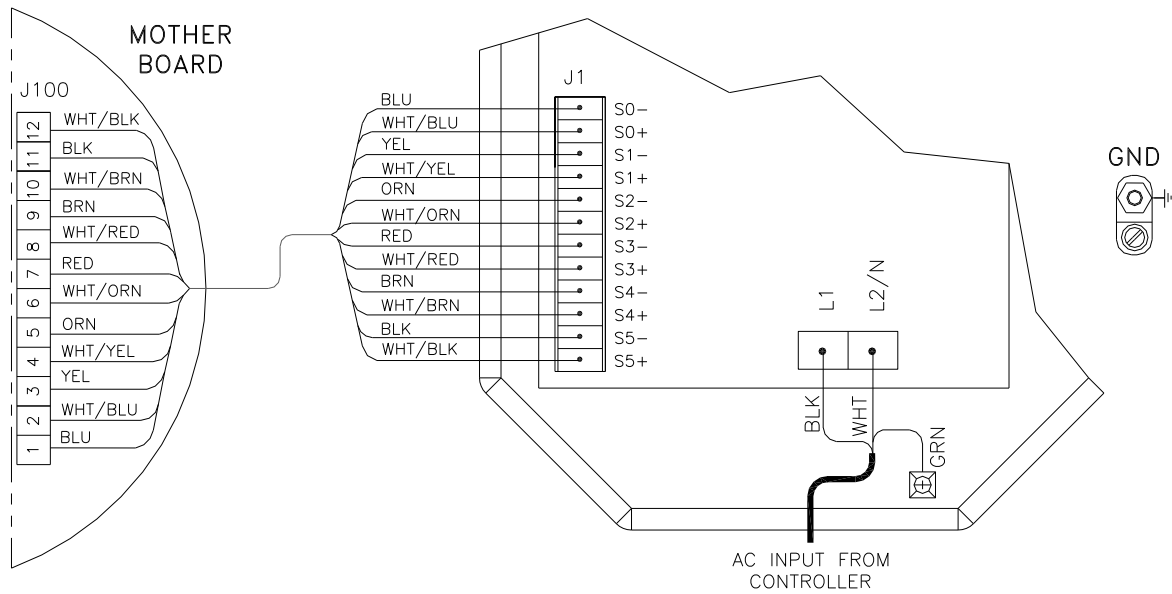 MOTHER
BOARD
J100
12
WHT/BLK
11
BLK
10
WHT/BRN
9
BRN
8
WHT/RED
7
RED
6
WHT/ORN
5
ORN
4
WHT/YEL
3
YEL
2
WHT/BLU
1
BLU
J1
BLU
S0-
WHT/BLU
S0+
YEL
S1-
WHT/YEL
S1+
ORN
S2-
WHT/ORN
S2+
RED
S3-
WHT/RED
S3+
BRN
S4-
WHT/BRN
S4+
BLK
S5-
WHT/BLK
S5+
L1
L2/N
BLK
WHT
GRN
AC INPUT FROM
CONTROLLER
GND